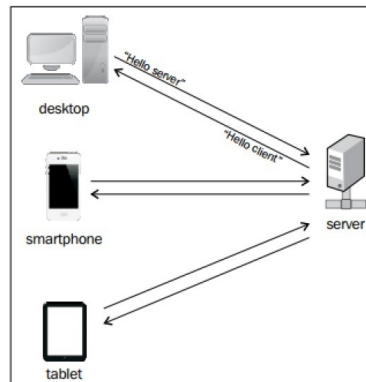 "Hello server"
desktop
"Hello client"
server
smartphone
tablet